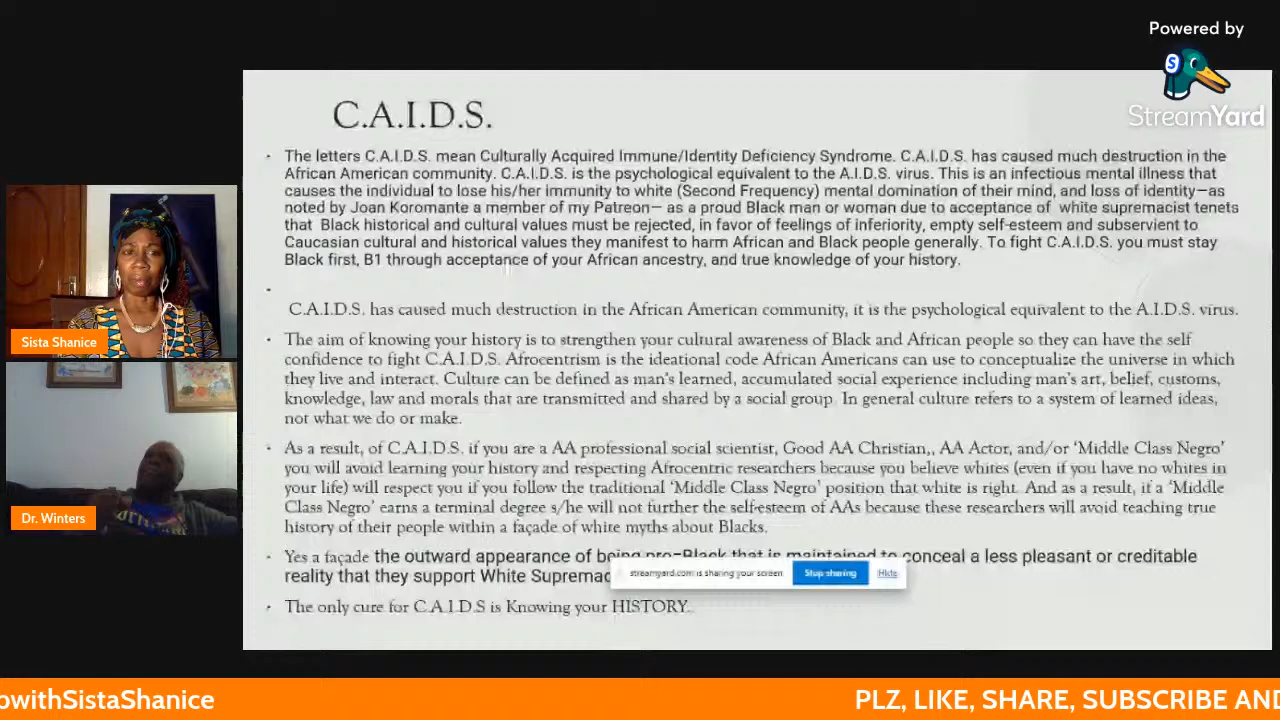 Powered by
StreamYard
C.A.I.D.S.
The letters C.A.I.D.S. mean Culturally Acquired Immune/Identity Deficiency Syndrome. C.A.I.D.S. has caused much destruction in the
African American community. C.A.I.D.S. is the psychological equivalent to the A.I.D.S. virus. This is an infectious mental illness that
causes the individual to lose his/her immunity to white (Second Frequency) mental domination of their mind, and loss of identity—as
noted by Joan Koromante a member of my Patreon— as a proud Black man or woman due to acceptance of white supremacist tenets
that Black historical and cultural values must be rejected, in favor of feelings of inferiority, empty self-esteem and subservient to
Caucasian cultural and historical values they manifest to harm African and Black people generally. To fight C.A.I.D.S. you must stay
Black first, B1 through acceptance of your African ancestry, and true knowledge of your history.
C.A.I.D.S. has caused much destruction in the African American community, it is the psychological equivalent to the A.I.D.S. virus.
The aim of knowing your history is to strengthen your cultural awareness of Black and African people so they can have the self
confidence to fight C.A.I.D.S. Afrocentrism is the ideational code African Americans can use to conceptualize the universe in which
they live and interact. Culture can be defined as man's learned, accumulated social experience including man's art, belief, customs,
knowledge, law and morals that are transmitted and shared by a social group. In general culture refers to a system of learned ideas,
not what we do or make.
As a result, of C.A.I.D.S. if you are a AA professional social scientist, Good AA Christian,, AA Actor, and/or 'Middle Class Negro'
you will avoid learning your history and respecting Afrocentric researchers because you believe whites (even if you have no whites in
your life) will respect you if you follow the traditional 'Middle Class Negro' position that white is right. And as a result, if a 'Middle
Class Negro' earns a terminal degree s/he will not further the self-esteem of AAs because these researchers will avoid teaching true
history of their people within a façade of white myths about Blacks.
Yes a façade the outward appearance of being pro=Black that is maintained to conceal a less pleasant or creditable
reality that they support White Supremac
streamyard.com is sharing your screen. Stop sharing Hide
The only cure for C.A.I.D.S is Knowing your HISTORY.
Sista Shanice
Dr. Winters
owithSistaShanice
PLZ, LIKE, SHARE, SUBSCRIBE AND